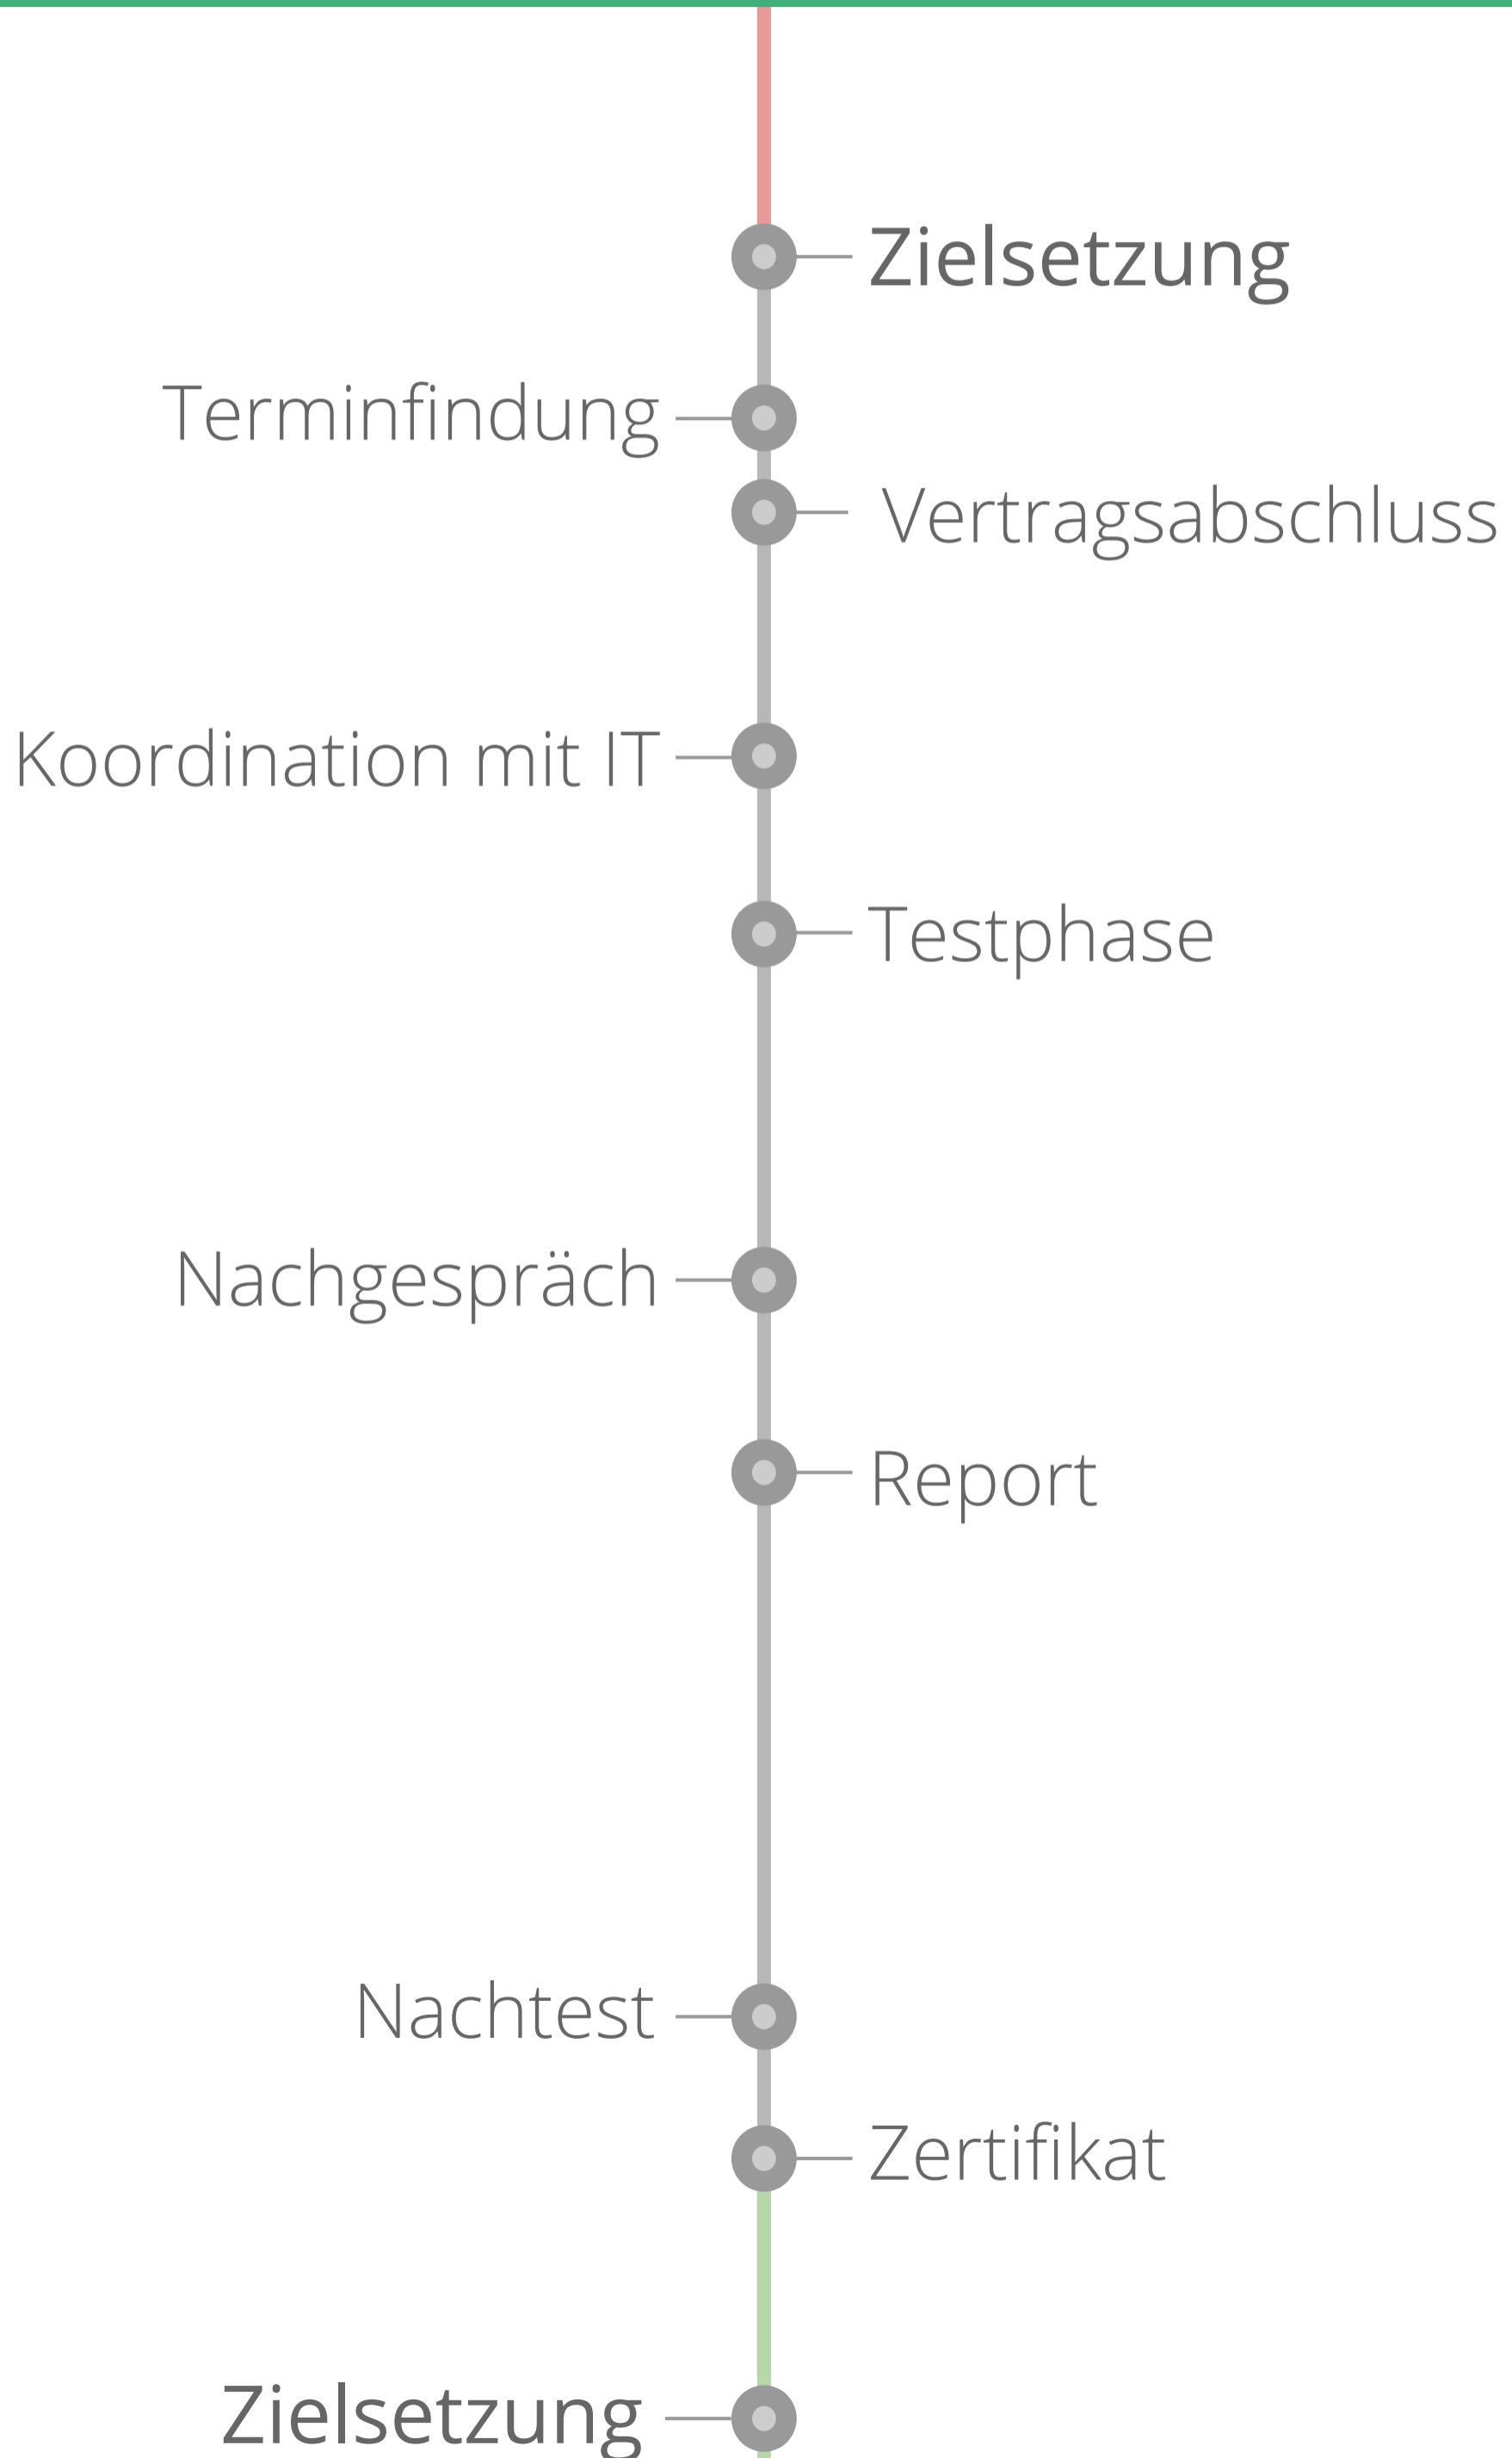 Zielsetzung
Terminfindung
Vertragsabschluss
Koordination mit IT
Testphase
Nachgespräch
Report
Nachtest
Zertifikat
Zielsetzung